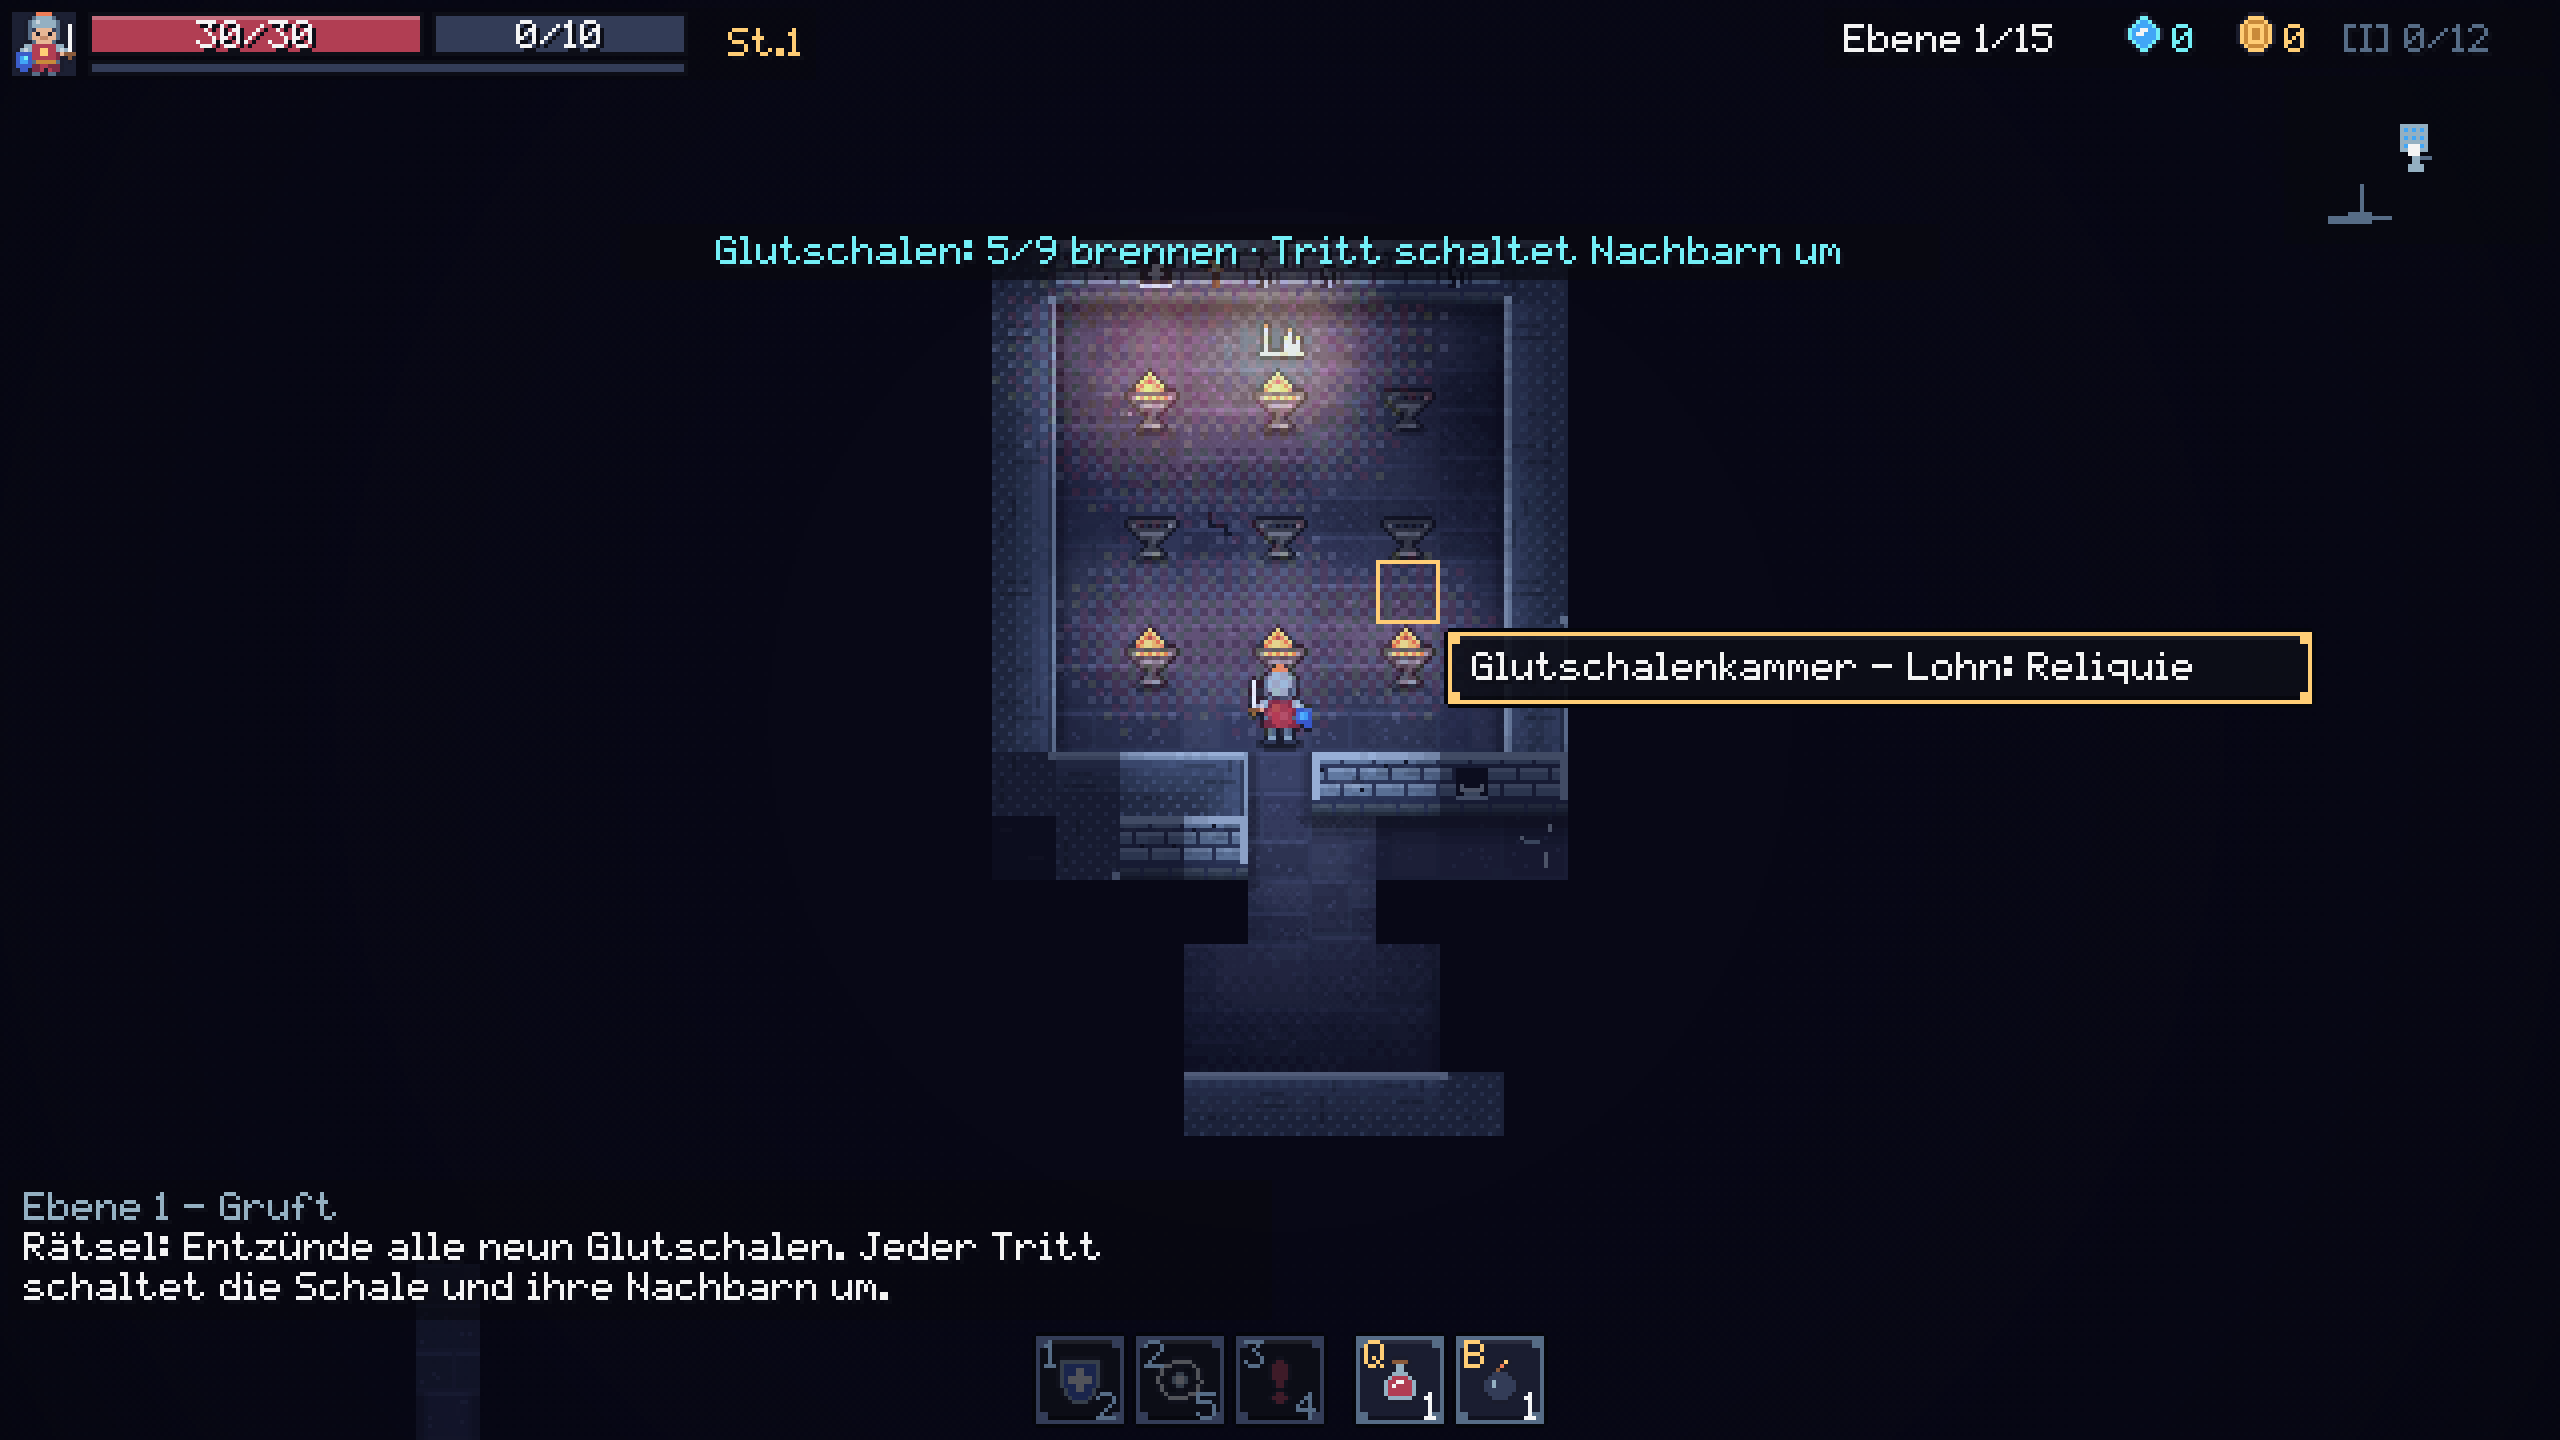 30/30 0/10 St.1 Ebene 1/15 0 0 [I] 0/12
Glutschalen: 5/9 brennen · Tritt schaltet Nachbarn um
Glutschalenkammer – Lohn: Reliquie
Ebene 1 – Gruft
Rätsel: Entzünde alle neun Glutschalen. Jeder Tritt
schaltet die Schale und ihre Nachbarn um.
1 2 3 Q B
2 5 4 1 1